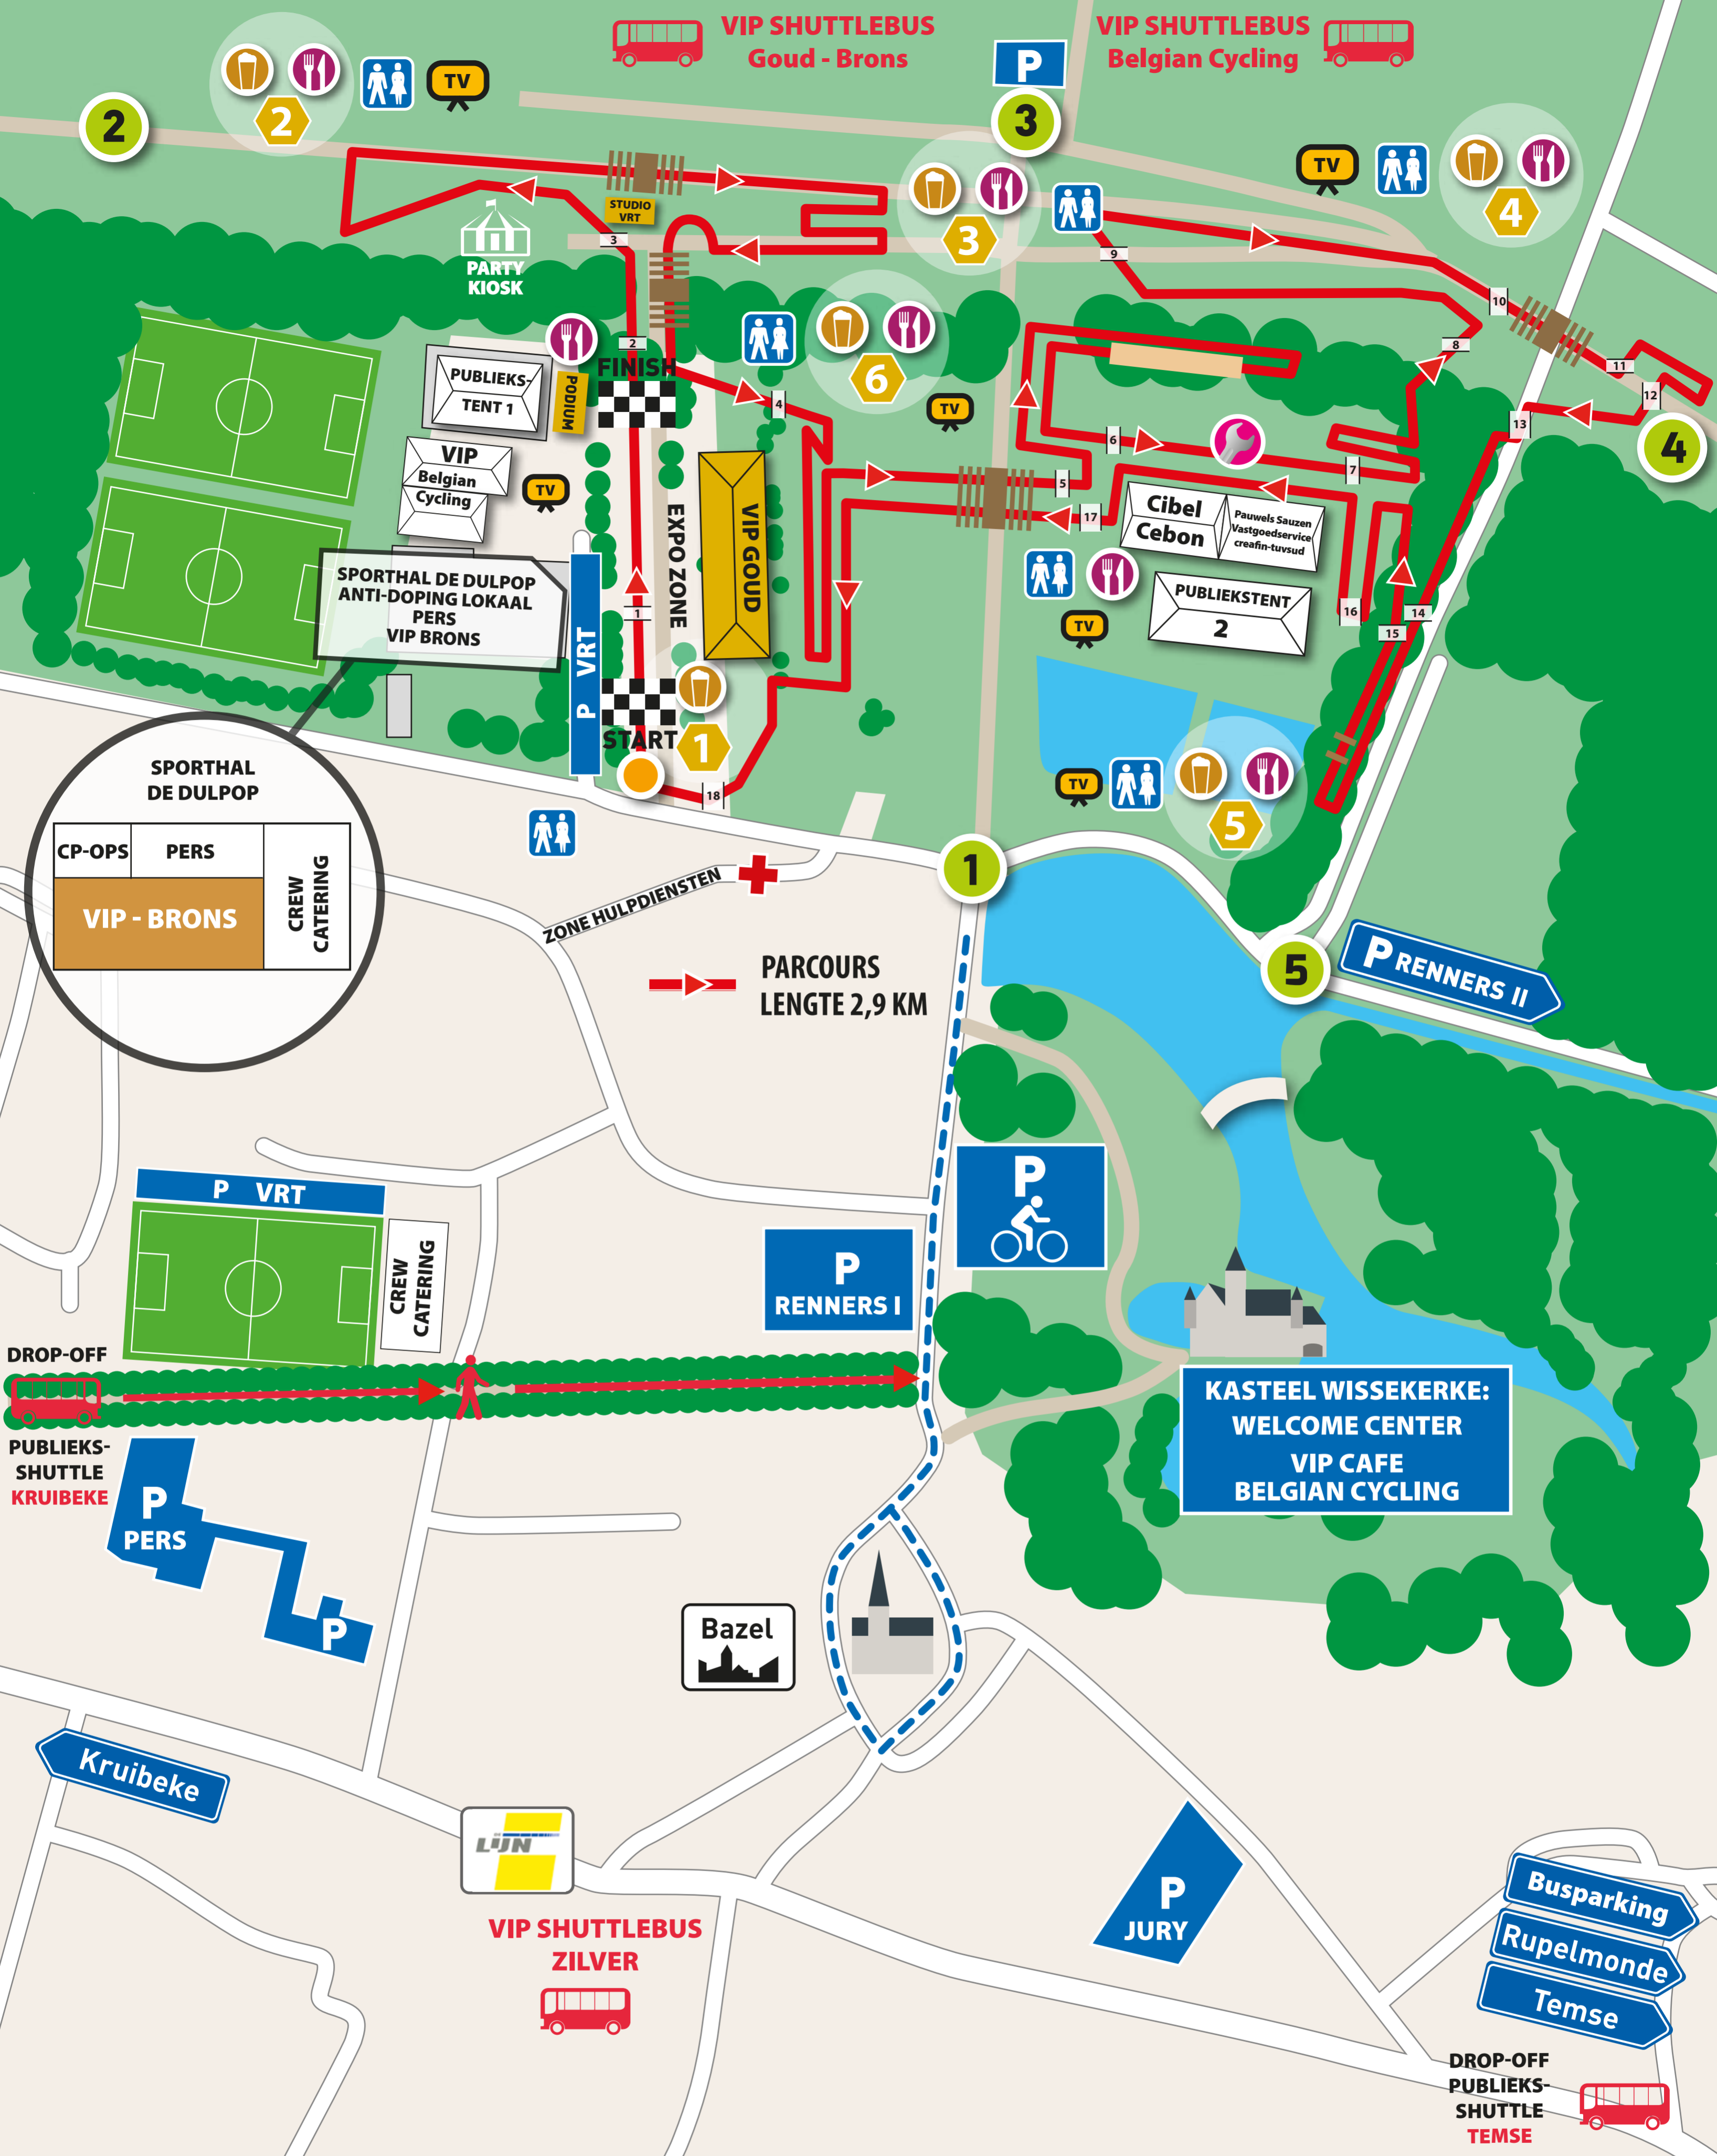 VIP SHUTTLEBUS
Goud - Brons
VIP SHUTTLEBUS
Belgian Cycling
P
3
2
2
TV
3
TV
4
STUDIO
VRT
PARTY
KIOSK
3
9
10
2
FINISH
PUBLIEKS-
TENT 1
PODIUM
4
6
TV
8
11
12
13
4
VIP
Belgian
Cycling
TV
EXPO ZONE
VIP GOUD
5
6
7
17
Cibel
Cebon
Pauwels Sauzen
Vastgoedservice
creafin-tuvsud
SPORTHAL DE DULPOP
ANTI-DOPING LOKAAL
PERS
VIP BRONS
P VRT
1
TV
PUBLIEKSTENT
2
16
14
15
START
1
18
TV
5
SPORTHAL
DE DULPOP
CP-OPS
PERS
VIP - BRONS
CREW
CATERING
ZONE HULPDIENSTEN
1
5
P RENNERS II
PARCOURS
LENGTE 2,9 KM
P VRT
CREW
CATERING
P
P
RENNERS I
DROP-OFF
PUBLIEKS-
SHUTTLE
KRUIBEKE
KASTEEL WISSEKERKE:
WELCOME CENTER
VIP CAFE
BELGIAN CYCLING
P
PERS
P
Bazel
Kruibeke
LIJN
VIP SHUTTLEBUS
ZILVER
P
JURY
Busparking
Rupelmonde
Temse
DROP-OFF
PUBLIEKS-
SHUTTLE
TEMSE